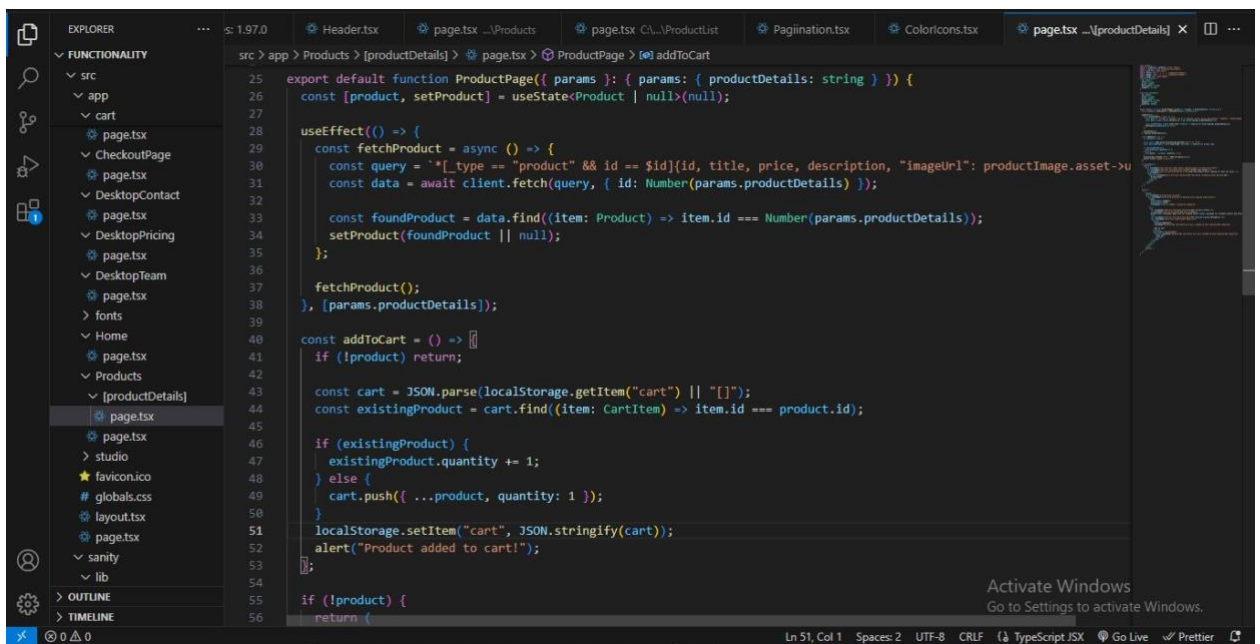 EXPLORER
FUNCTIONALITY
src
app
cart
page.tsx
CheckoutPage
page.tsx
DesktopContact
page.tsx
DesktopPricing
page.tsx
DesktopTeam
page.tsx
fonts
Home
page.tsx
Products
[productDetails]
page.tsx
page.tsx
studio
favicon.ico
# globals.css
layout.tsx
page.tsx
sanity
lib
OUTLINE
TIMELINE
1
s: 1.97.0
Header.tsx
page.tsx ...\Products
page.tsx C:\...\ProductList
Pagiination.tsx
ColorIcons.tsx
page.tsx ...\[productDetails]
src > app > Products > [productDetails] > page.tsx > ProductPage > addToCart
25 export default function ProductPage({ params }: { params: { productDetails: string } }) {
26 const [product, setProduct] = useState<Product | null>(null);
27
28 useEffect(() => {
29 const fetchProduct = async () => {
30 const query = `*[_type == "product" && id == $id]{id, title, price, description, "imageUrl": productImage.asset->u
31 const data = await client.fetch(query, { id: Number(params.productDetails) });
32
33 const foundProduct = data.find((item: Product) => item.id === Number(params.productDetails));
34 setProduct(foundProduct || null);
35 };
36
37 fetchProduct();
38 }, [params.productDetails]);
39
40 const addToCart = () => {
41 if (!product) return;
42
43 const cart = JSON.parse(localStorage.getItem("cart") || "[]");
44 const existingProduct = cart.find((item: CartItem) => item.id === product.id);
45
46 if (existingProduct) {
47 existingProduct.quantity += 1;
48 } else {
49 cart.push({ ...product, quantity: 1 });
50 }
51 localStorage.setItem("cart", JSON.stringify(cart));
52 alert("Product added to cart!");
53 };
54
55 if (!product) {
56 return (
Activate Windows
Go to Settings to activate Windows.
0 0 Ln 51, Col 1 Spaces: 2 UTF-8 CRLF TypeScript JSX Go Live Prettier